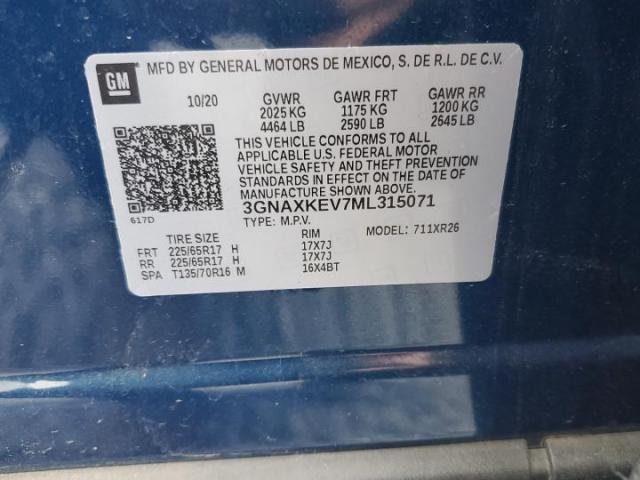 GM MFD BY GENERAL MOTORS DE MEXICO, S. DE R.L. DE C.V.
10/20 GVWR GAWR FRT GAWR RR
2025 KG 1175 KG 1200 KG
4464 LB 2590 LB 2645 LB
THIS VEHICLE CONFORMS TO ALL
APPLICABLE U.S. FEDERAL MOTOR
VEHICLE SAFETY AND THEFT PREVENTION
STANDARDS IN EFFECT ON THE DATE OF
MANUFACTURE SHOWN ABOVE.
617D 3GNAXKEV7ML315071
TYPE: M.P.V. MODEL: 711XR26
TIRE SIZE RIM
FRT 225/65R17 H 17X7J
RR 225/65R17 H 17X7J
SPA T135/70R16 M 16X4BT